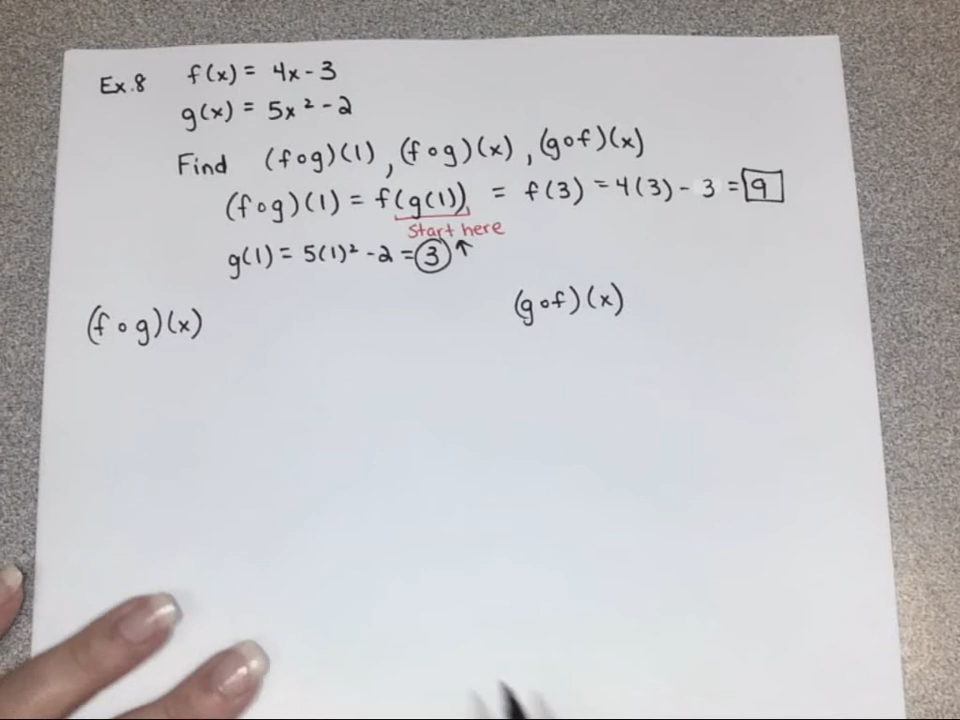 Ex.8 f(x) = 4x - 3
g(x) = 5x² - 2
Find (f∘g)(1), (f∘g)(x), (g∘f)(x)
(f∘g)(1) = f(g(1)) = f(3) = 4(3) - 3 = 9
Start here
g(1) = 5(1)² - 2 = 3 ↑
(f∘g)(x) (g∘f)(x)